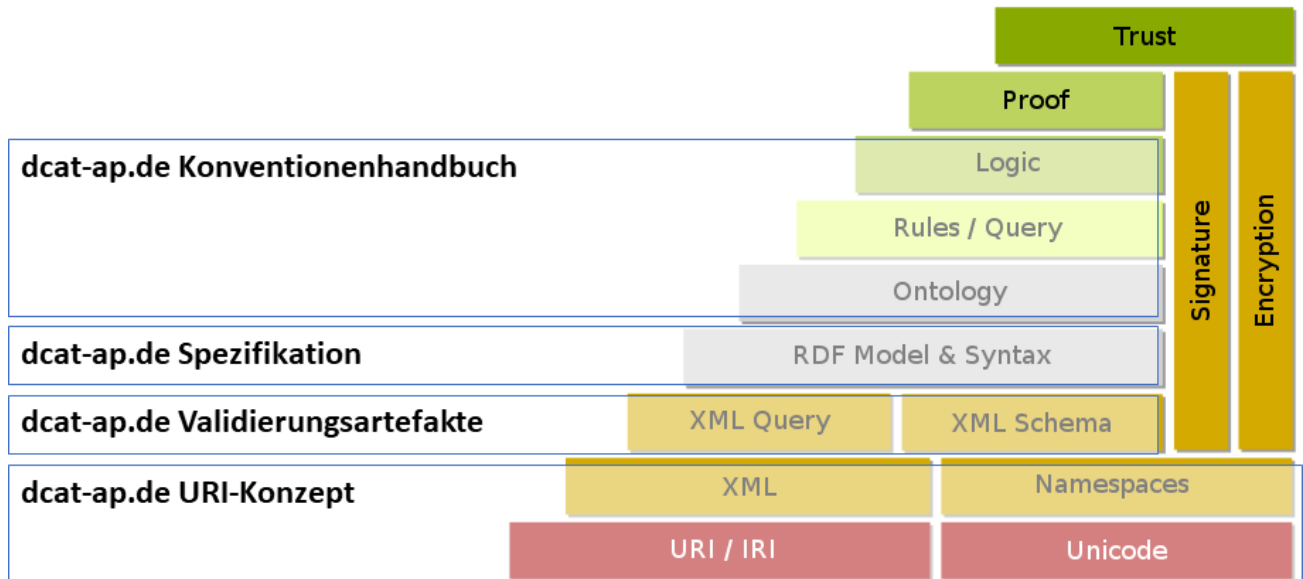 Trust
Proof
dcat-ap.de Konventionenhandbuch
Logic
Rules / Query
Ontology
Signature
Encryption
dcat-ap.de Spezifikation
RDF Model & Syntax
dcat-ap.de Validierungsartefakte
XML Query
XML Schema
dcat-ap.de URI-Konzept
XML
Namespaces
URI / IRI
Unicode